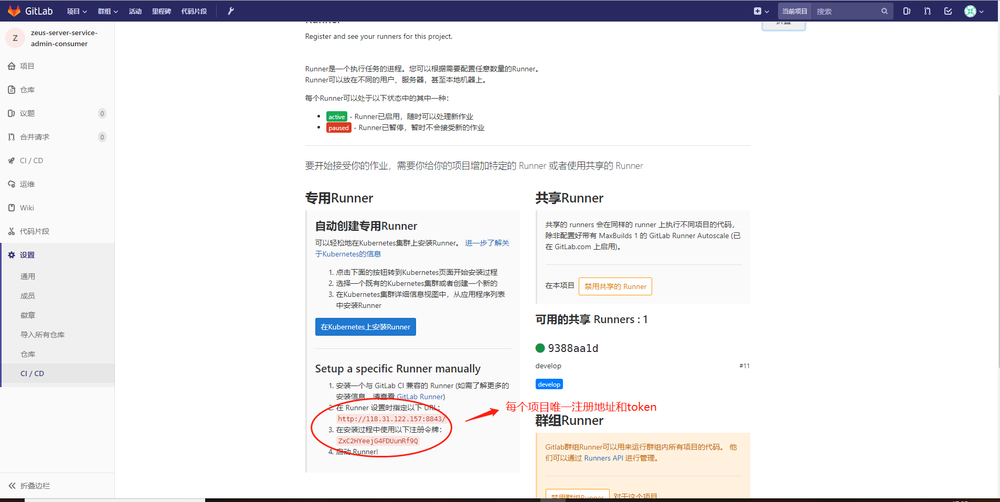 GitLab 项目 群组 活动 里程碑 代码片段 当前项目 搜索
zeus-server-service-
admin-consumer
项目
仓库
议题 0
合并请求 0
CI / CD
运维
Wiki
代码片段
设置
通用
成员
徽章
导入所有仓库
仓库
CI / CD
折叠边栏
Runner
折叠
Register and see your runners for this project.
Runner是一个执行任务的进程。您可以根据需要配置任意数量的Runner。
Runner可以放在不同的用户、服务器，甚至本地机器上。
每个Runner可以处于以下状态中的其中一种：
active - Runner已启用，随时可以处理新作业
paused - Runner已暂停，暂时不会接受新的作业
要开始接受你的作业，需要你给你的项目增加特定的 Runner 或者使用共享的 Runner
专用Runner
自动创建专用Runner
可以轻松地在Kubernetes集群上安装Runner。 进一步了解关
于Kubernetes的信息
1. 点击下面的按钮转到Kubernetes页面开始安装过程
2. 选择一个既有的Kubernetes集群或者创建一个新的
3. 在Kubernetes集群详细信息视图中，从应用程序列表
中安装Runner
在Kubernetes上安装Runner
Setup a specific Runner manually
1. 安装一个与 GitLab CI 兼容的 Runner (如需了解更多的
安装信息，请查看 GitLab Runner)
2. 在 Runner 设置时指定以下 URL：
http://118.31.122.157:8843/
3. 在安装过程中使用以下注册令牌：
ZxC2HYeejG4FDUunRf9Q
4. 启动 Runner!
共享Runner
共享的 runners 会在同样的 runner 上执行不同项目的代码，
除非配置好带有 MaxBuilds 1 的 GitLab Runner Autoscale (已
在 GitLab.com 上启用)。
在本项目 禁用共享的 Runner
可用的共享 Runners : 1
9388aa1d
develop #11
develop
每个项目唯一注册地址和token
群组Runner
Gitlab群组Runner可以用来运行群组内所有项目的代码。 他
们可以通过 Runners API 进行管理。
禁用群组Runner 对于这个项目